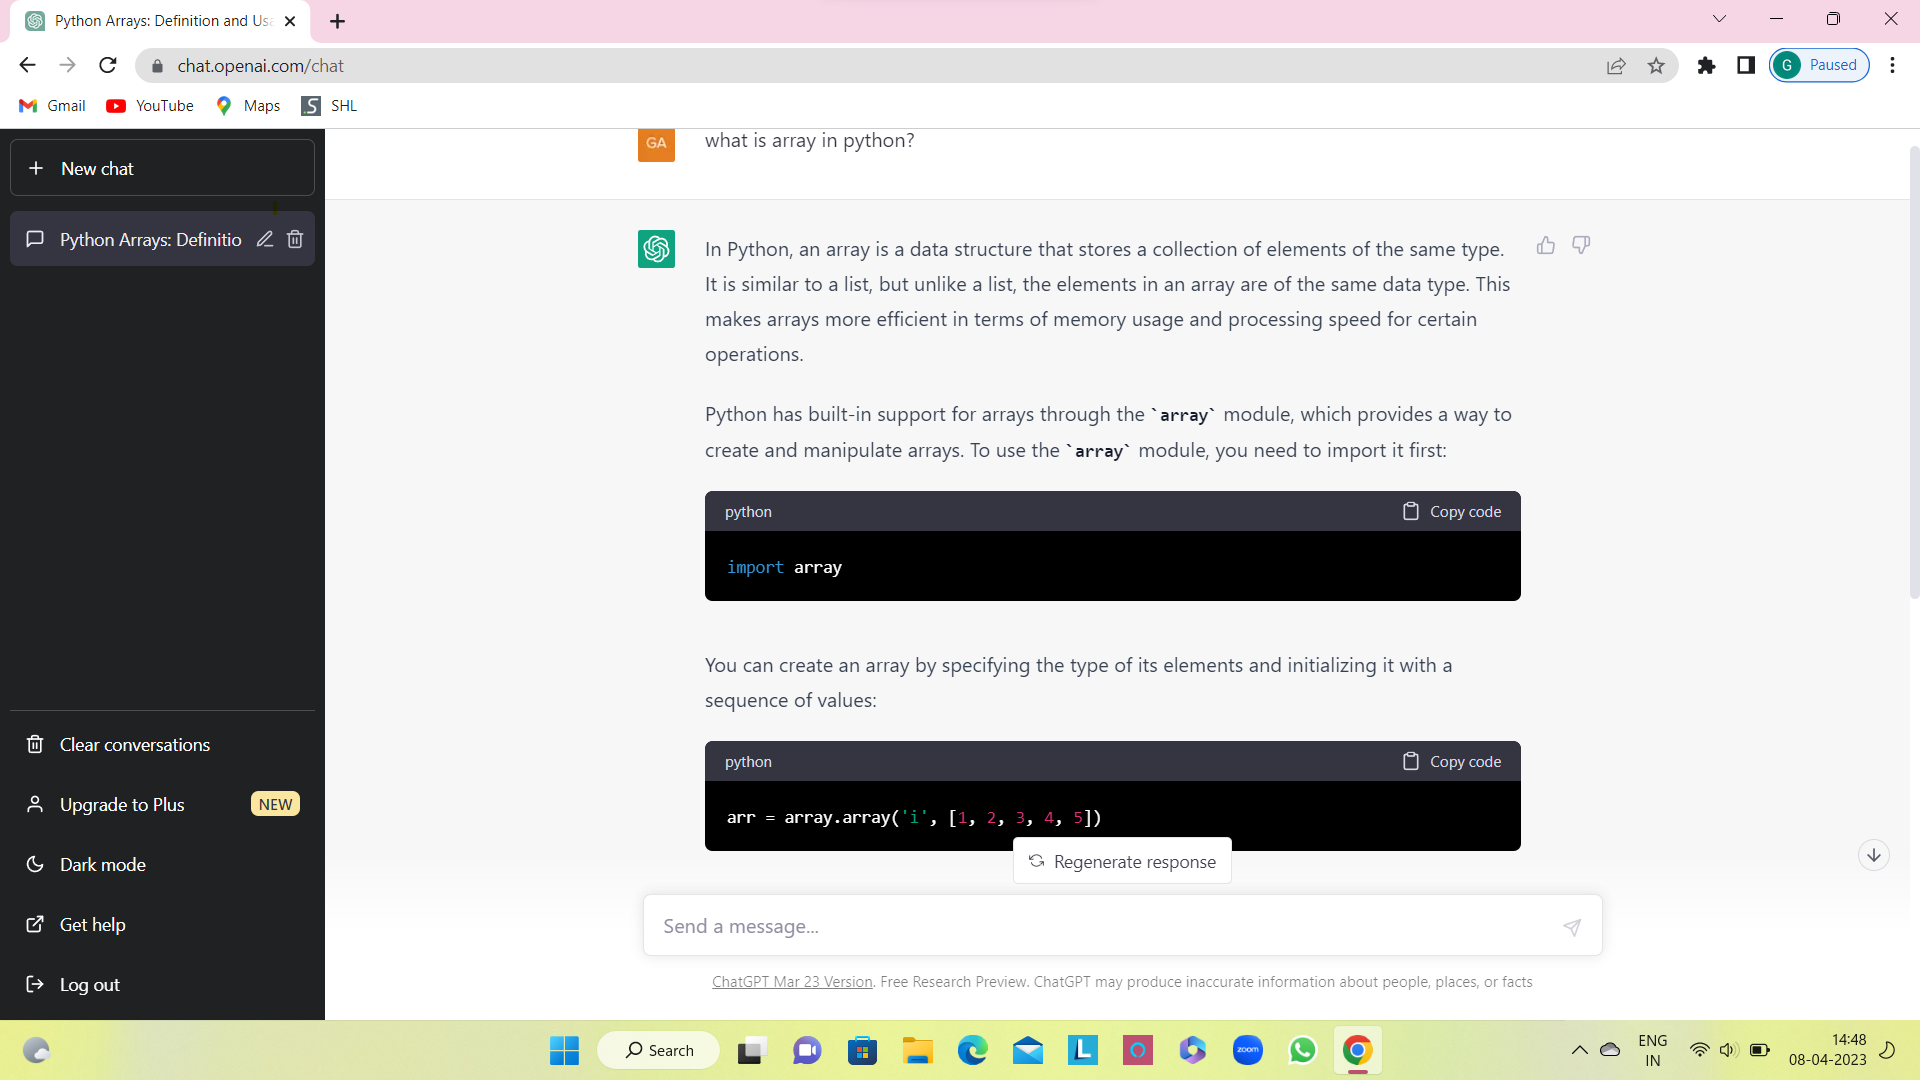 Python Arrays: Definition and Usa
chat.openai.com/chat
G Paused
Gmail YouTube Maps S SHL
New chat
Python Arrays: Definitio
Clear conversations
Upgrade to Plus NEW
Dark mode
Get help
Log out
GA what is array in python?
In Python, an array is a data structure that stores a collection of elements of the same type.
It is similar to a list, but unlike a list, the elements in an array are of the same data type. This
makes arrays more efficient in terms of memory usage and processing speed for certain
operations.
Python has built-in support for arrays through the `array` module, which provides a way to
create and manipulate arrays. To use the `array` module, you need to import it first:
python Copy code
import array
You can create an array by specifying the type of its elements and initializing it with a
sequence of values:
python Copy code
arr = array.array('i', [1, 2, 3, 4, 5])
Regenerate response
Send a message...
ChatGPT Mar 23 Version. Free Research Preview. ChatGPT may produce inaccurate information about people, places, or facts
Search L zoom
ENG
IN
14:48
08-04-2023